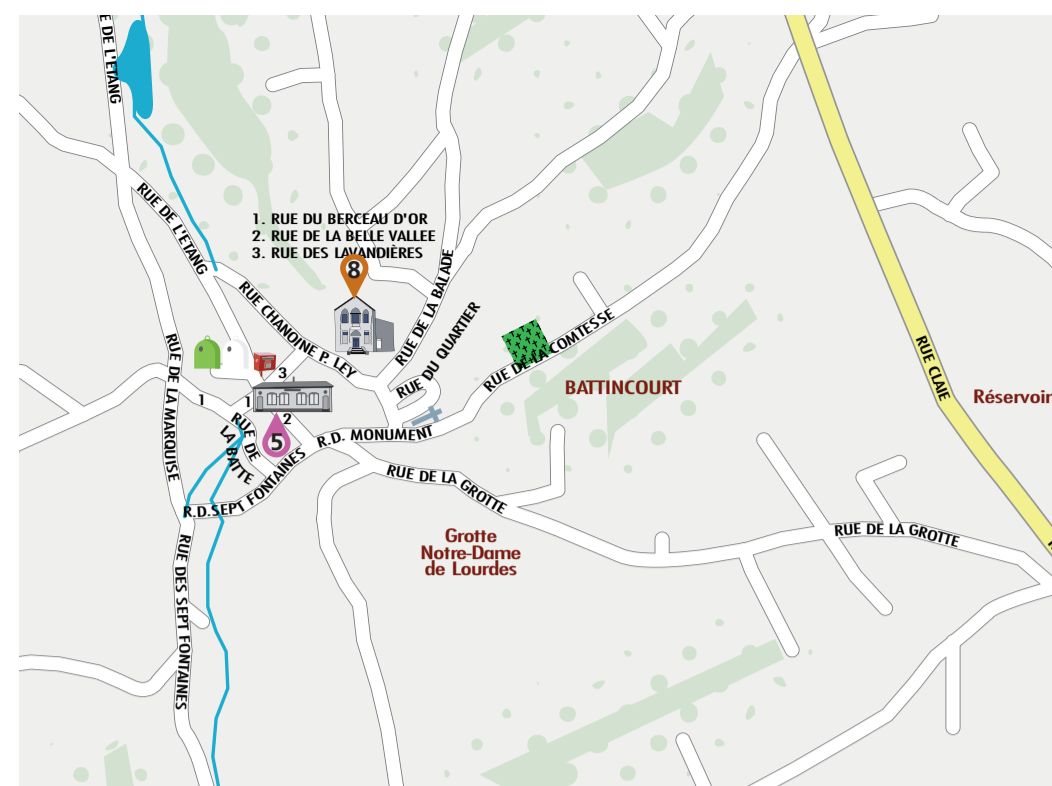 E DE L'ETANG
RUE DE L'ETANG
1. RUE DU BERCEAU D'OR
2. RUE DE LA BELLE VALLEE
3. RUE DES LAVANDIÈRES
8
RUE CHANOINE P. LEY
RUE DE LA BALADE
RUE DU QUARTIER
RUE DE LA COMTESSE
BATTINCOURT
RUE CLAIE
Réservoir
RUE DE LA MARQUISE
3
1
1
2
5
RUE DE
LA BATTE
R.D. MONUMENT
R.D.SEPT FONTAINES
RUE DE LA GROTTE
RUE DE LA GROTTE
Grotte
Notre-Dame
de Lourdes
RUE DES SEPT FONTAINES